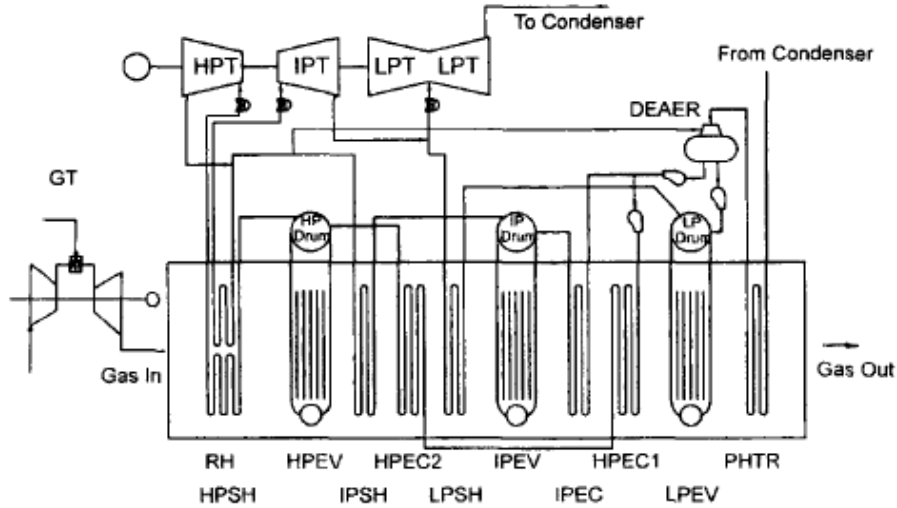 To Condenser
HPT
IPT
LPT
LPT
From Condenser
DEAER
GT
HP
Drum
IP
Drum
LP
Drum
Gas In
Gas Out
RH
HPEV
HPEC2
IPEV
HPEC1
PHTR
HPSH
IPSH
LPSH
IPEC
LPEV